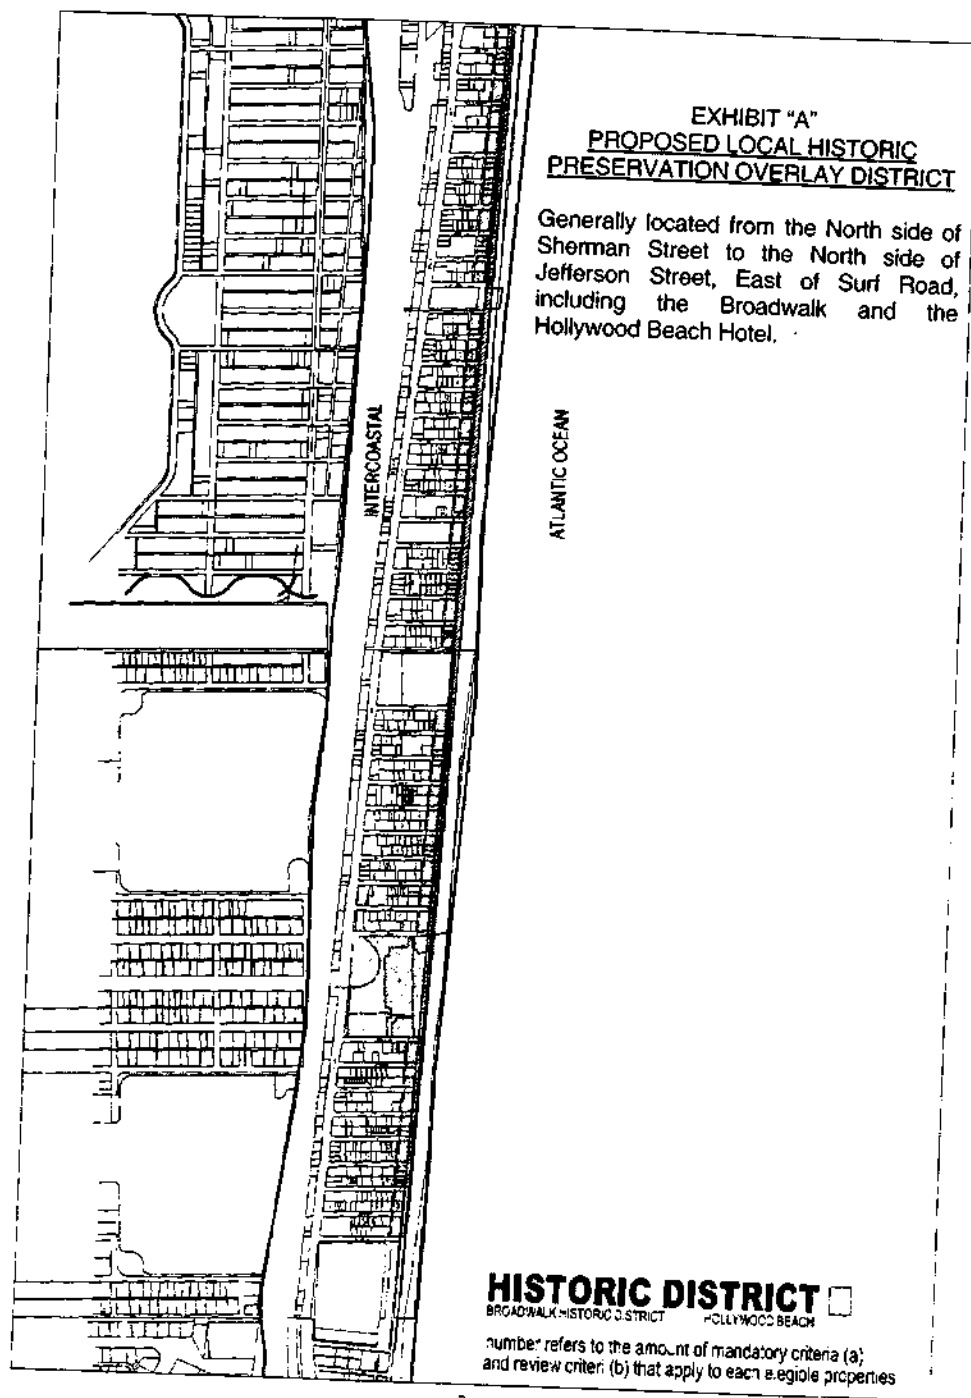 EXHIBIT “A”
PROPOSED LOCAL HISTORIC
PRESERVATION OVERLAY DISTRICT
Generally located from the North side of
Sherman Street to the North side of
Jefferson Street, East of Surf Road,
including the Broadwalk and the
Hollywood Beach Hotel.
INTERCOASTAL
ATLANTIC OCEAN
HISTORIC DISTRICT
BROADWALK HISTORIC DISTRICT HOLLYWOOD BEACH
number refers to the amount of mandatory criteria (a)
and review criteri (b) that apply to each elegible properties